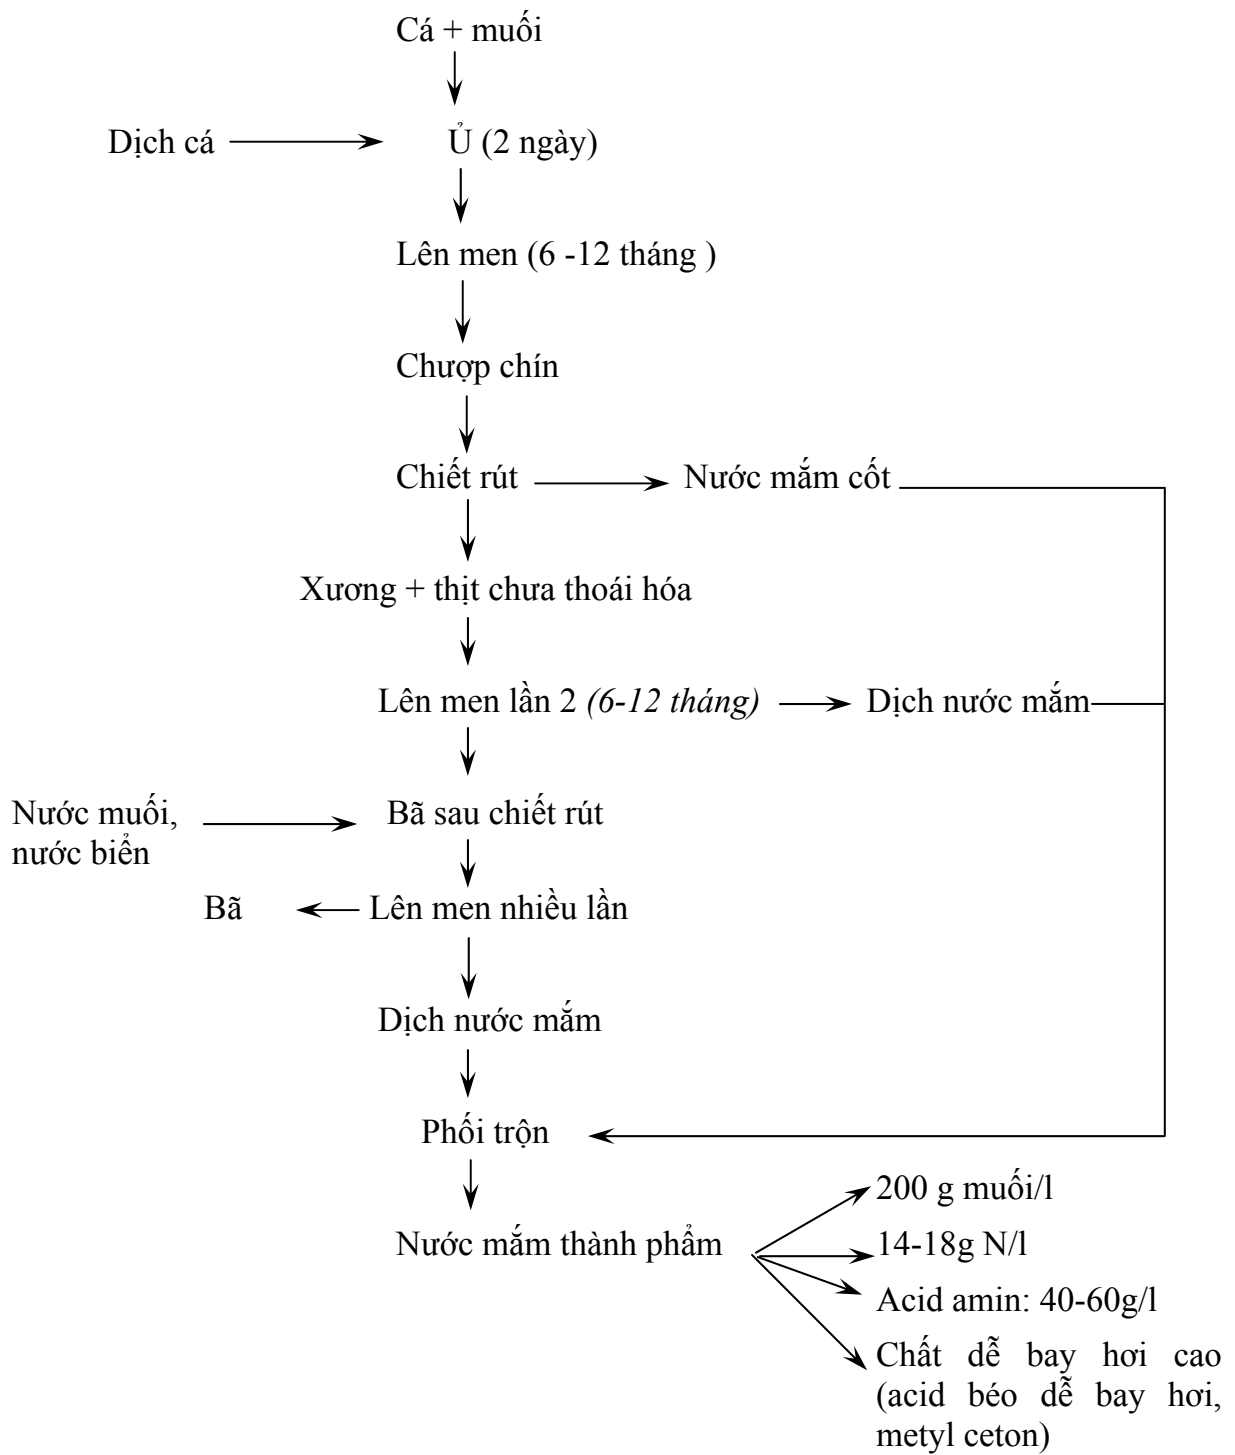 Cá + muối
Dịch cá
Ủ (2 ngày)
Lên men (6 -12 tháng )
Chượp chín
Chiết rút
Nước mắm cốt
Xương + thịt chưa thoái hóa
Lên men lần 2 (6-12 tháng)
Dịch nước mắm
Nước muối,
nước biển
Bã sau chiết rút
Bã
Lên men nhiều lần
Dịch nước mắm
Phối trộn
Nước mắm thành phẩm
200 g muối/l
14-18g N/l
Acid amin: 40-60g/l
Chất dễ bay hơi cao
(acid béo dễ bay hơi,
metyl ceton)